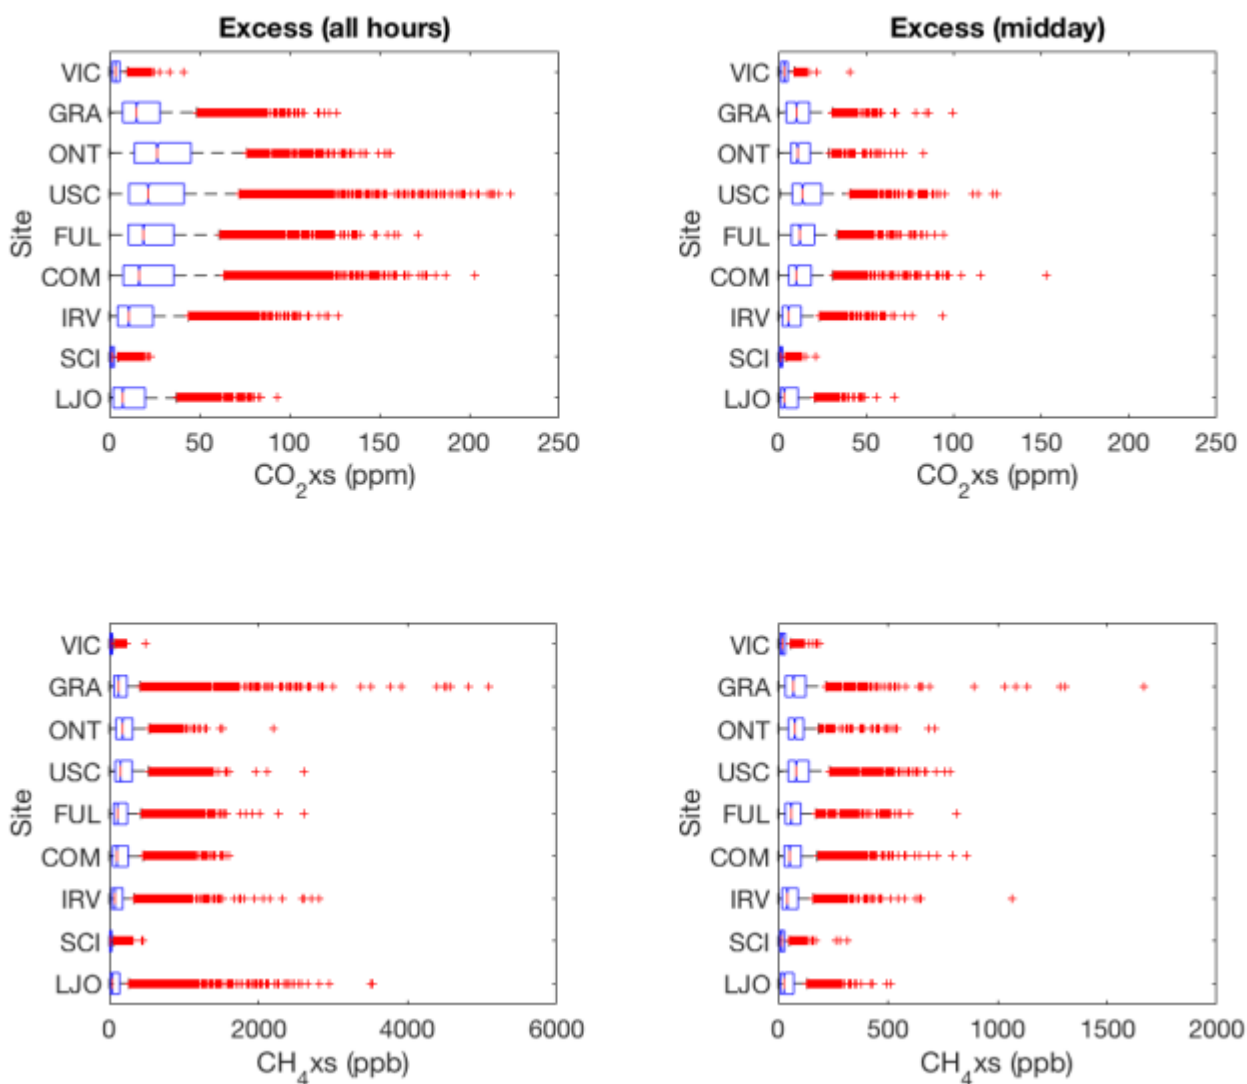 Excess (all hours)
VIC
GRA
ONT
USC
FUL
COM
IRV
SCI
LJO
Site
0 50 100 150 200 250
CO2xs (ppm)
Excess (midday)
VIC
GRA
ONT
USC
FUL
COM
IRV
SCI
LJO
Site
0 50 100 150 200 250
CO2xs (ppm)
VIC
GRA
ONT
USC
FUL
COM
IRV
SCI
LJO
Site
0 2000 4000 6000
CH4xs (ppb)
VIC
GRA
ONT
USC
FUL
COM
IRV
SCI
LJO
Site
0 500 1000 1500 2000
CH4xs (ppb)